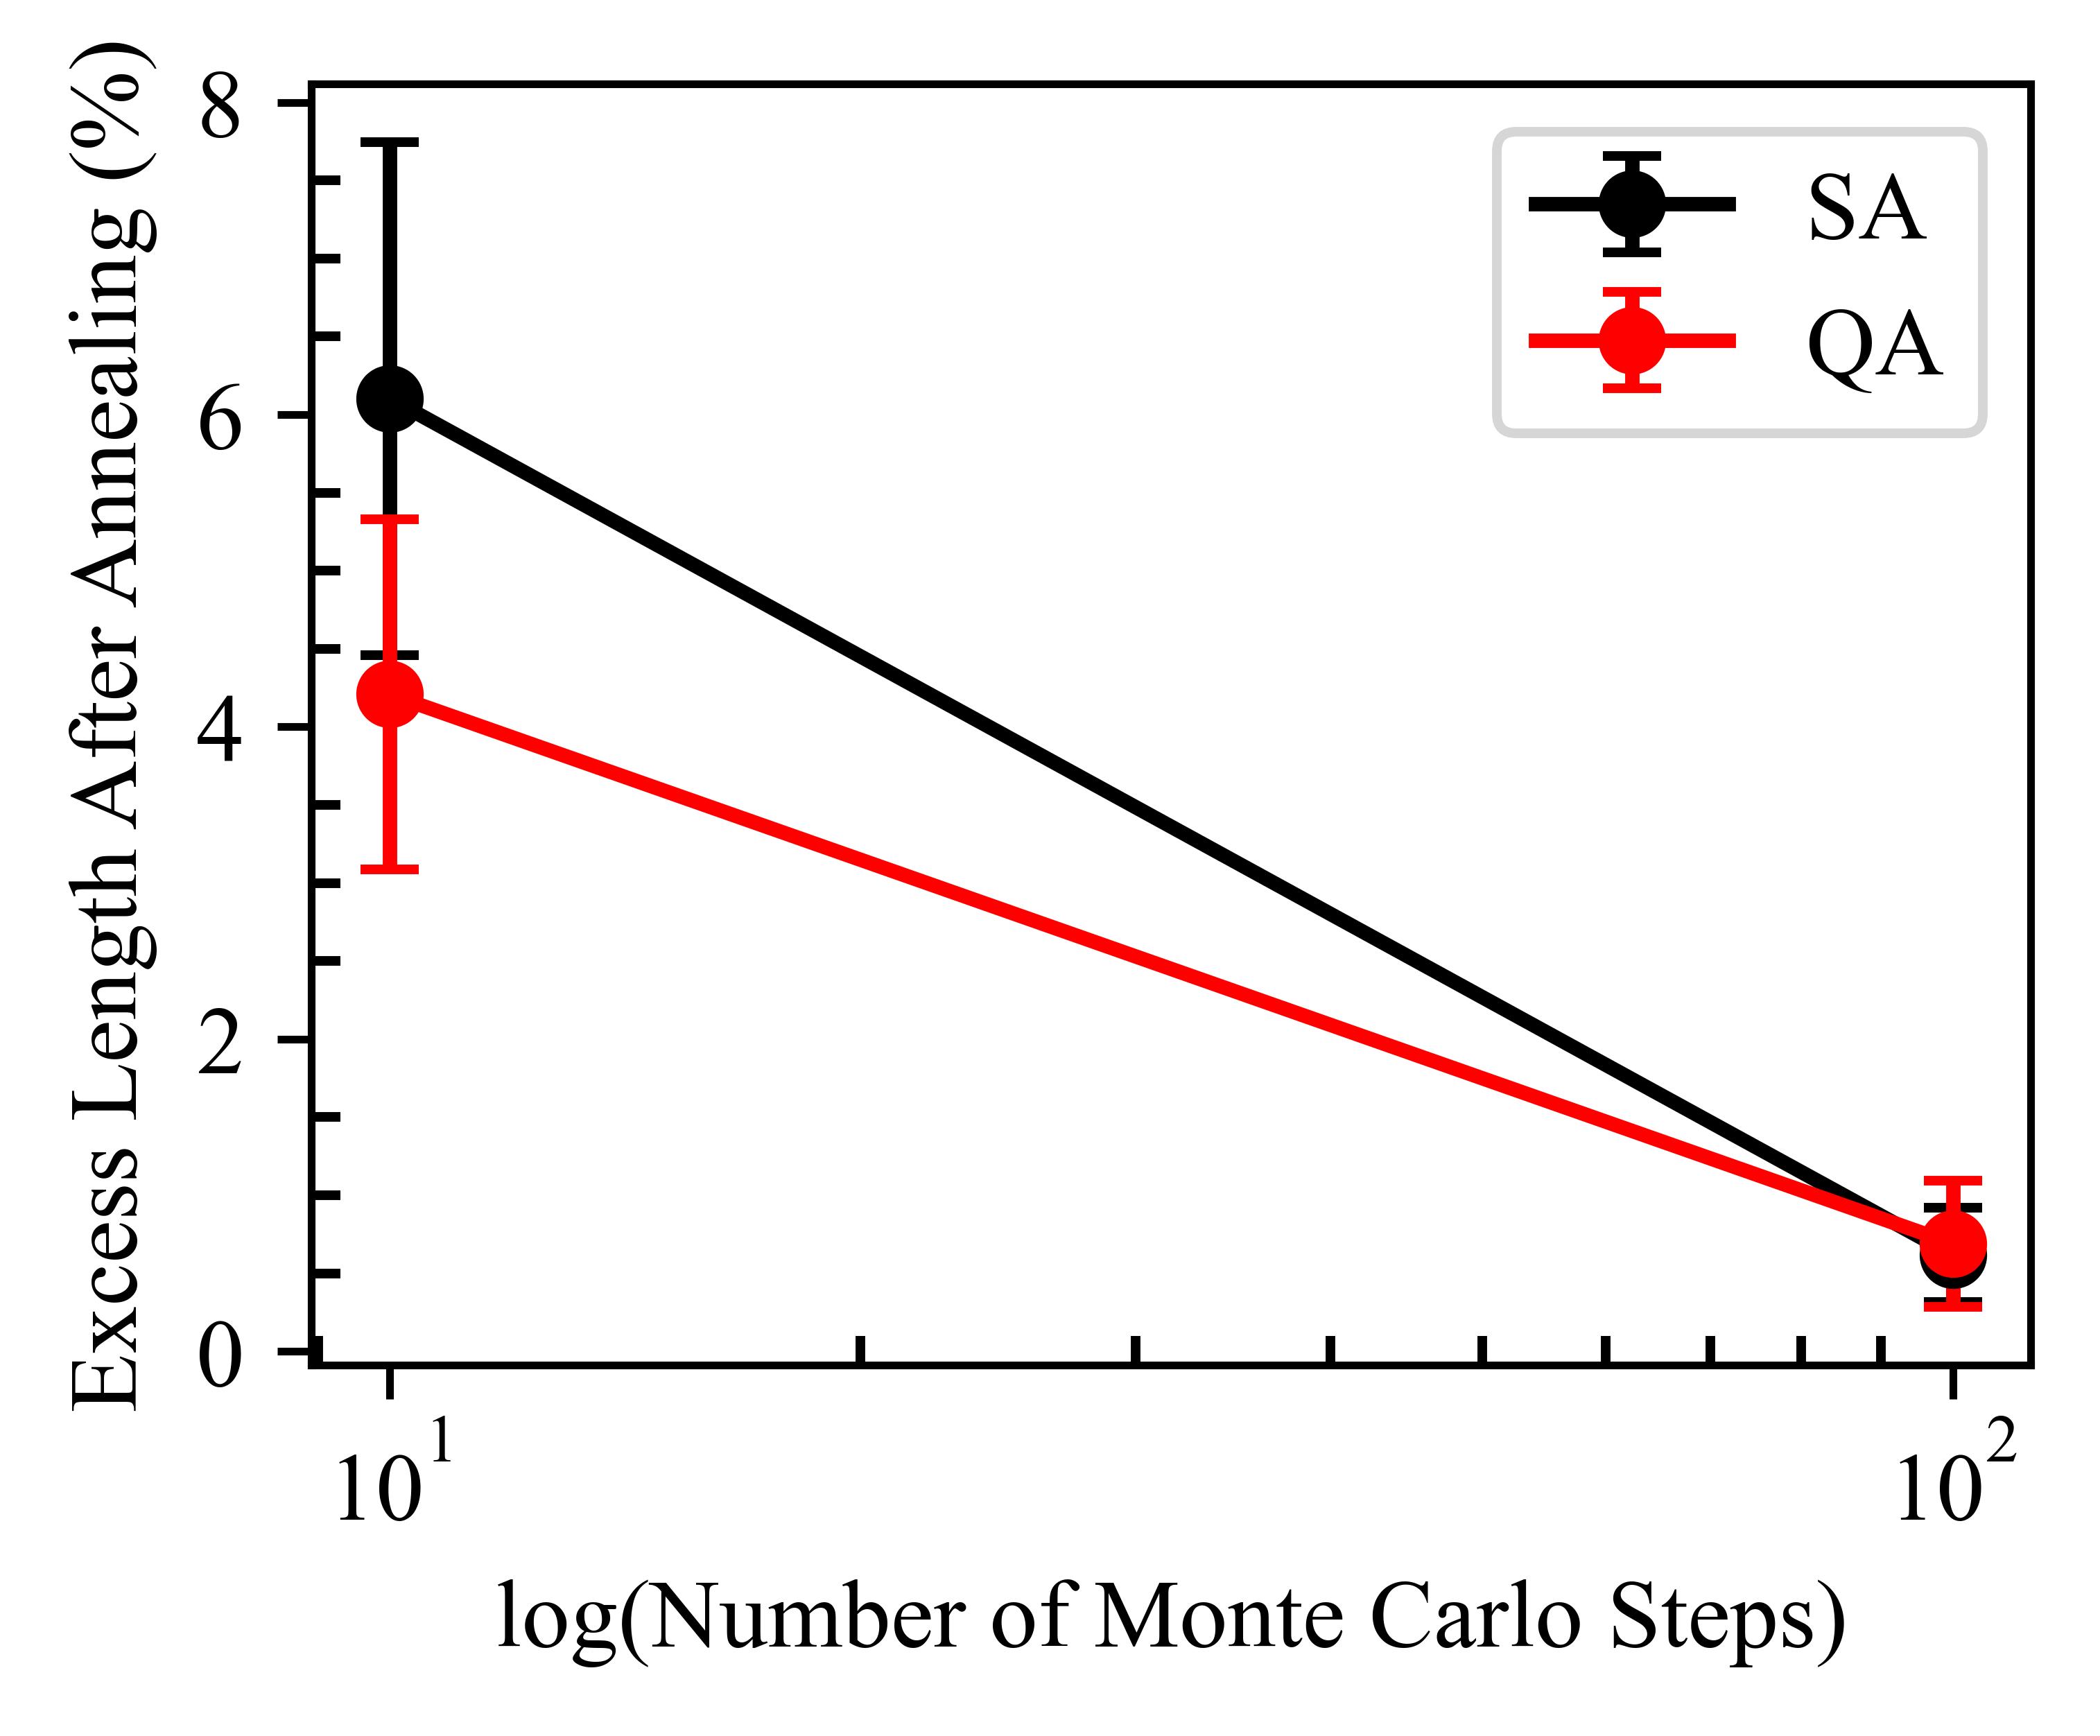 Excess Length After Annealing (%)
8
6
4
2
0
SA
QA
10¹
10²
log(Number of Monte Carlo Steps)